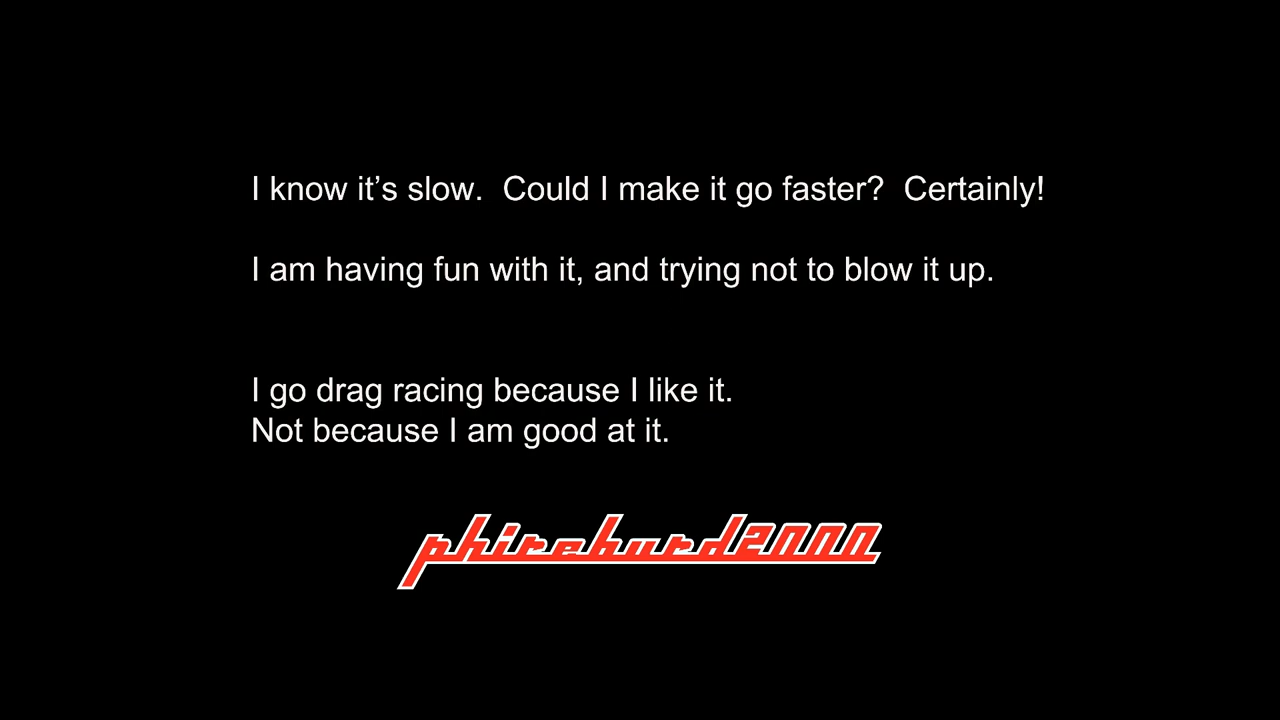 I know it’s slow.  Could I make it go faster?  Certainly!
I am having fun with it, and trying not to blow it up.
I go drag racing because I like it.
Not because I am good at it.
phireburd2000